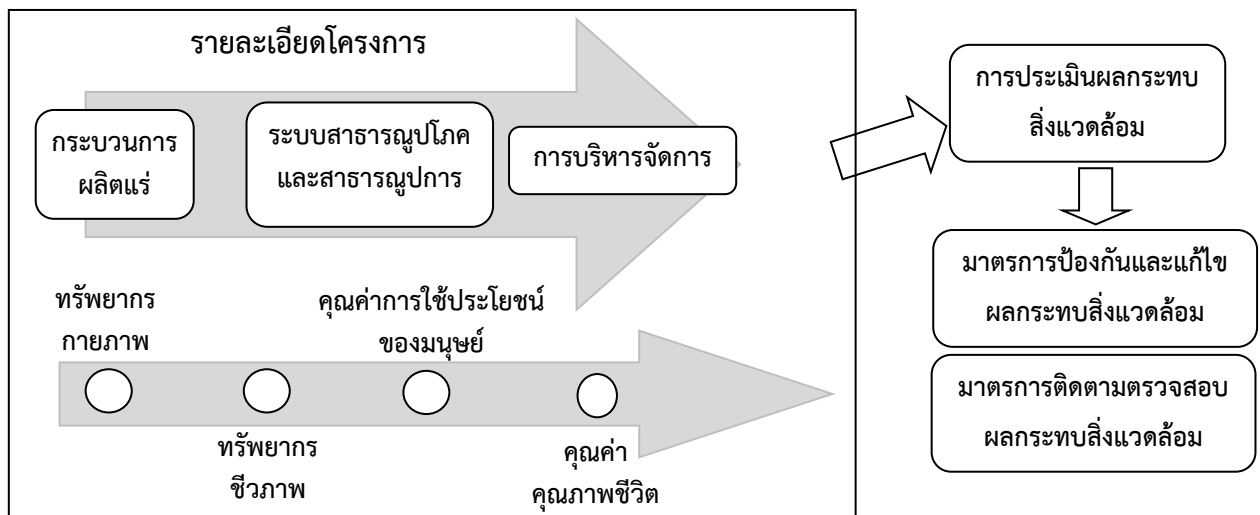 รายละเอียดโครงการ
กระบวนการ
ผลิตแร่
ระบบสาธารณูปโภค
และสาธารณูปการ
การบริหารจัดการ
ทรัพยากร
กายภาพ
คุณค่าการใช้ประโยชน์
ของมนุษย์
ทรัพยากร
ชีวภาพ
คุณค่า
คุณภาพชีวิต
การประเมินผลกระทบ
สิ่งแวดล้อม
มาตรการป้องกันและแก้ไข
ผลกระทบสิ่งแวดล้อม
มาตรการติดตามตรวจสอบ
ผลกระทบสิ่งแวดล้อม